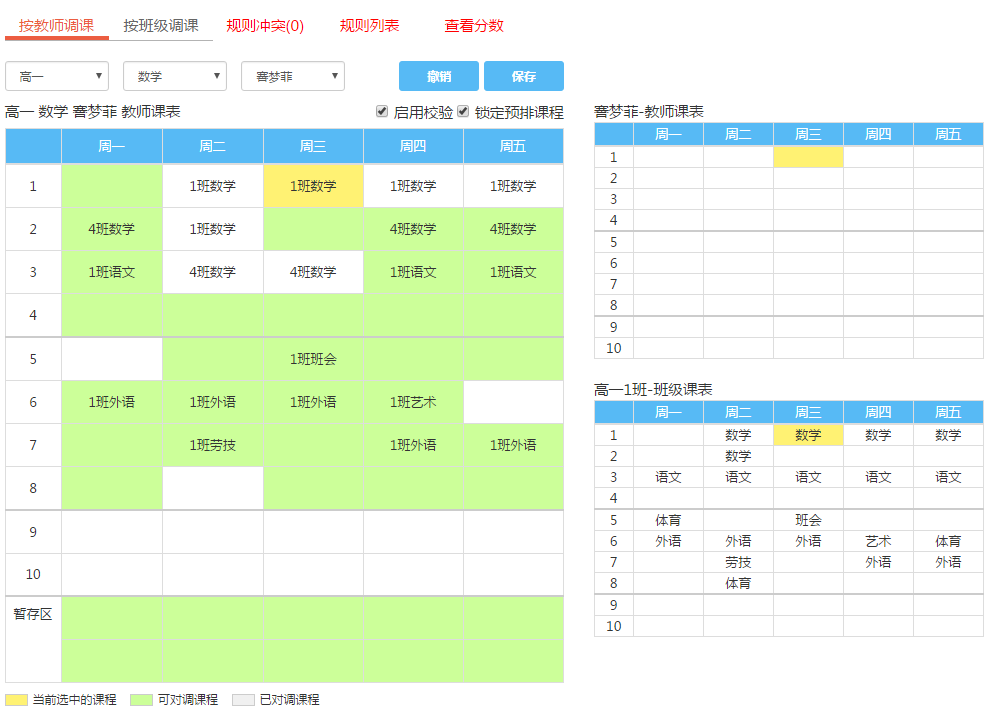 按教师调课 按班级调课 规则冲突(0) 规则列表 查看分数
高一 数学 骞梦菲 撤销 保存
高一 数学 骞梦菲 教师课表 启用校验 锁定预排课程
周一 周二 周三 周四 周五
1 1班数学 1班数学 1班数学 1班数学
2 4班数学 1班数学 4班数学 4班数学
3 1班语文 4班数学 4班数学 1班语文 1班语文
4
5 1班班会
6 1班外语 1班外语 1班外语 1班艺术
7 1班劳技 1班外语 1班外语
8
9
10
暂存区
当前选中的课程 可对调课程 已对调课程
骞梦菲-教师课表
周一 周二 周三 周四 周五
1
2
3
4
5
6
7
8
9
10
高一1班-班级课表
周一 周二 周三 周四 周五
1 数学 数学 数学 数学
2 数学
3 语文 语文 语文 语文 语文
4
5 体育 班会
6 外语 外语 外语 艺术 体育
7 劳技 外语 外语
8 体育
9
10